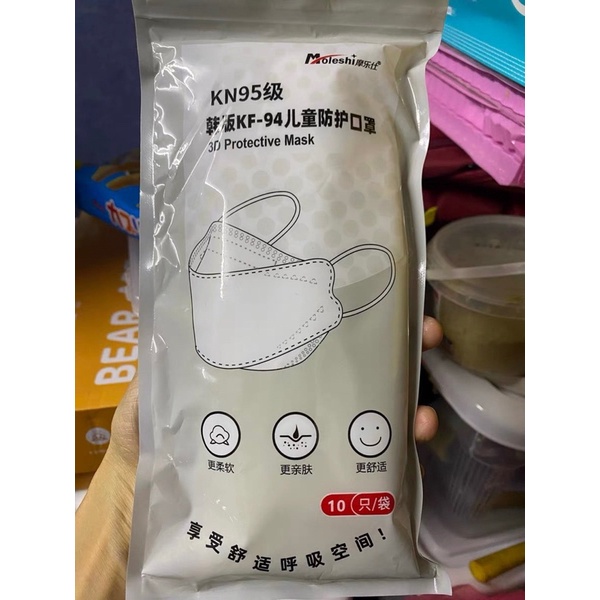 Moleshi摩乐仕
KN95级
韩版KF-94儿童防护口罩
3D Protective Mask
更柔软
更亲肤
更舒适
10只/袋
享受舒适呼吸空间!
BEAR